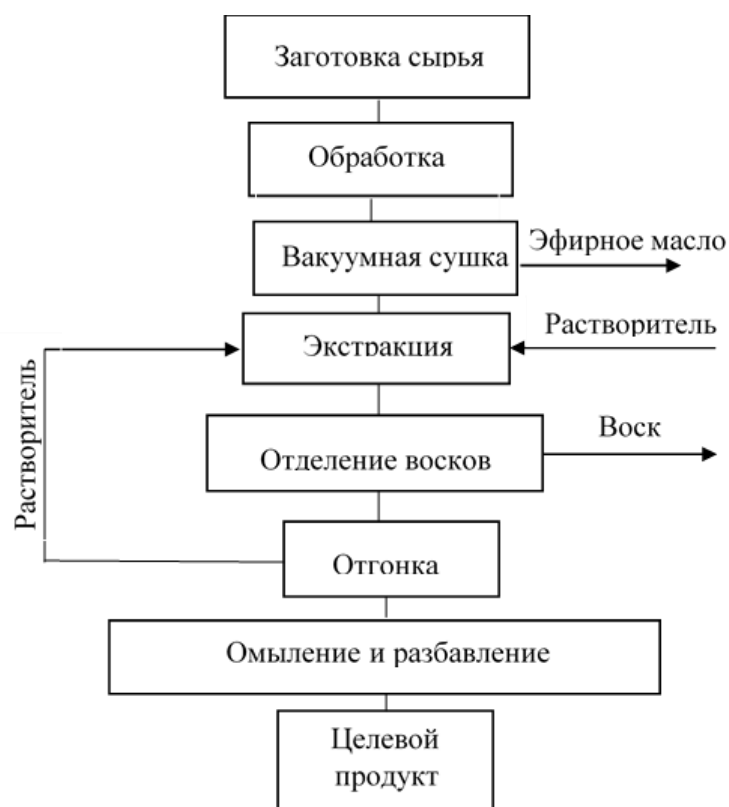 Заготовка сырья
Обработка
Вакуумная сушка
Эфирное масло
Экстракция
Растворитель
Растворитель
Отделение восков
Воск
Отгонка
Омыление и разбавление
Целевой
продукт